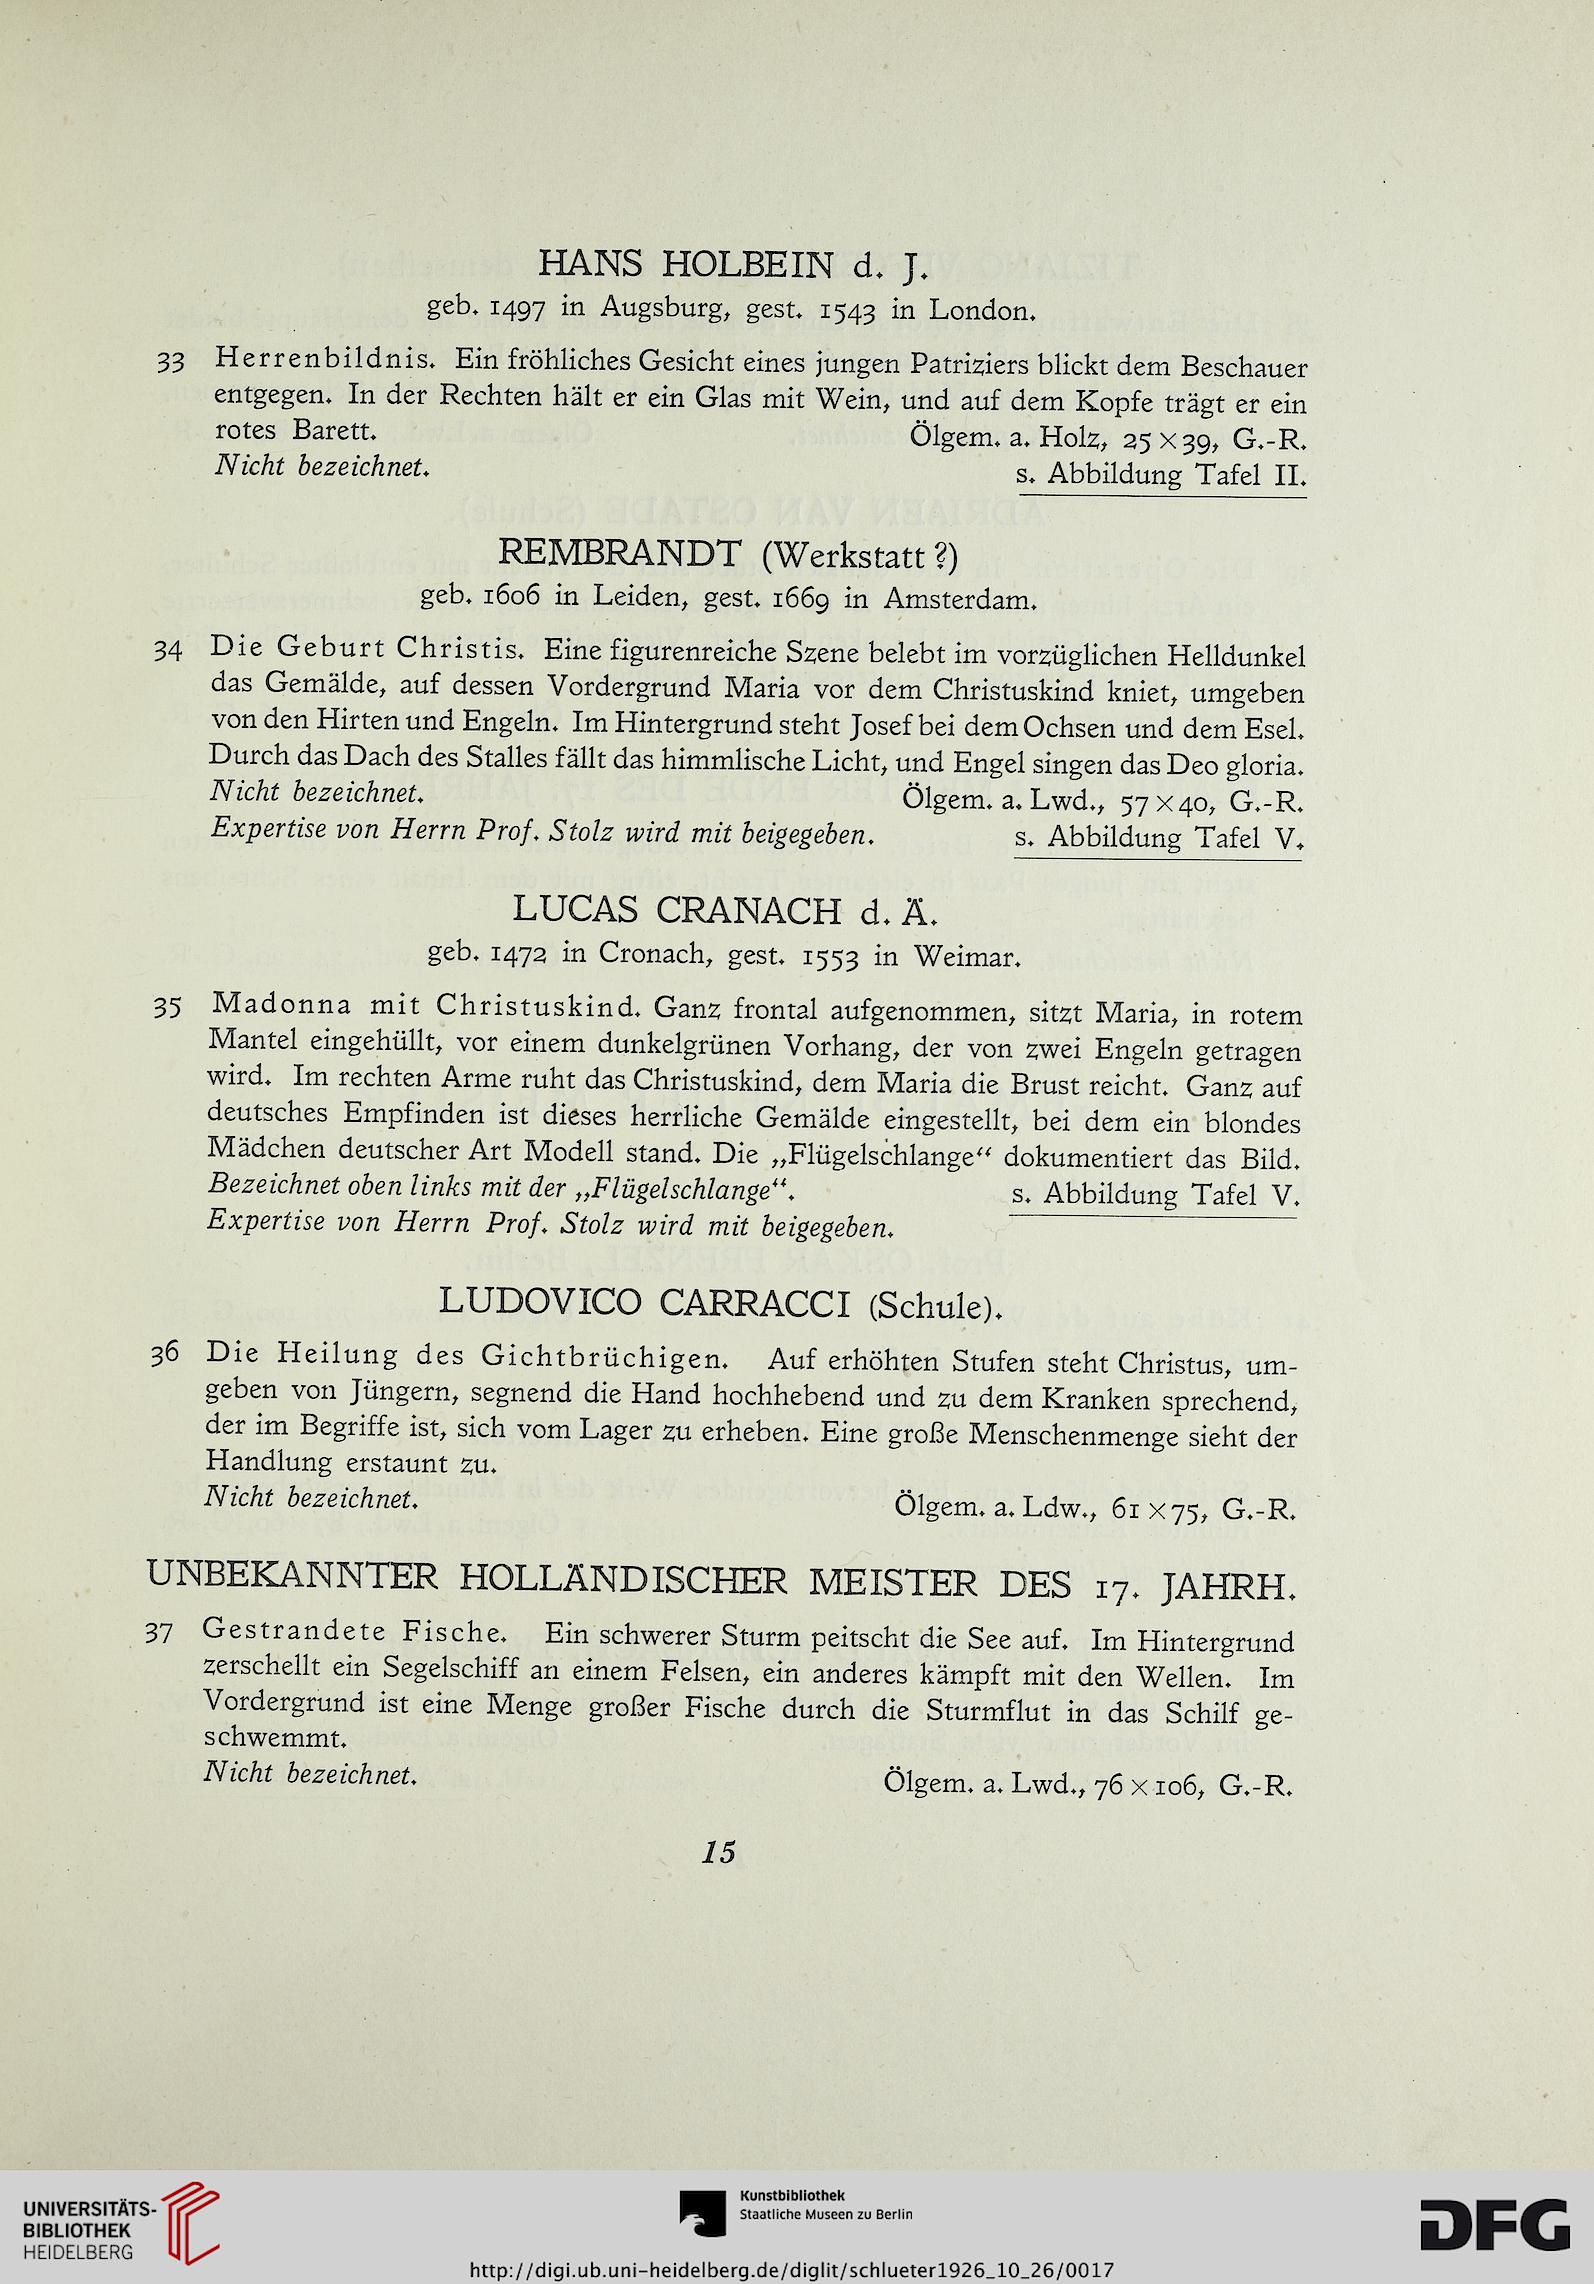 HANS HOLBEIN d. J.
geb. 1497 in Augsburg, gest. 1543 in London.
33 Herrenbildnis. Ein fröhliches Gesicht eines jungen Patriziers blickt dem Beschauer
entgegen. In der Rechten hält er ein Glas mit Wein, und auf dem Kopfe trägt er ein
rotes Barett. Ölgem. a. Holz, 25×39, G.-R.
Nicht bezeichnet. s. Abbildung Tafel II.
REMBRANDT (Werkstatt?)
geb. 1606 in Leiden, gest. 1669 in Amsterdam.
34 Die Geburt Christis. Eine figurenreiche Szene belebt im vorzüglichen Helldunkel
das Gemälde, auf dessen Vordergrund Maria vor dem Christuskind kniet, umgeben
von den Hirten und Engeln. Im Hintergrund steht Josef bei dem Ochsen und dem Esel.
Durch das Dach des Stalles fällt das himmlische Licht, und Engel singen das Deo gloria.
Nicht bezeichnet. Ölgem. a. Lwd., 57×40, G.-R.
Expertise von Herrn Prof. Stolz wird mit beigegeben. s. Abbildung Tafel V.
LUCAS CRANACH d. Ä.
geb. 1472 in Cronach, gest. 1553 in Weimar.
35 Madonna mit Christuskind. Ganz frontal aufgenommen, sitzt Maria, in rotem
Mantel eingehüllt, vor einem dunkelgrünen Vorhang, der von zwei Engeln getragen
wird. Im rechten Arme ruht das Christuskind, dem Maria die Brust reicht. Ganz auf
deutsches Empfinden ist dieses herrliche Gemälde eingestellt, bei dem ein blondes
Mädchen deutscher Art Modell stand. Die „Flügelschlange“ dokumentiert das Bild.
Bezeichnet oben links mit der „Flügelschlange“. s. Abbildung Tafel V.
Expertise von Herrn Prof. Stolz wird mit beigegeben.
LUDOVICO CARRACCI (Schule).
36 Die Heilung des Gichtbrüchigen. Auf erhöhten Stufen steht Christus, um-
geben von Jüngern, segnend die Hand hochhebend und zu dem Kranken sprechend,
der im Begriffe ist, sich vom Lager zu erheben. Eine große Menschenmenge sieht der
Handlung erstaunt zu.
Nicht bezeichnet. Ölgem. a. Ldw., 61×75, G.-R.
UNBEKANNTER HOLLÄNDISCHER MEISTER DES 17. JAHRH.
37 Gestrandete Fische. Ein schwerer Sturm peitscht die See auf. Im Hintergrund
zerschellt ein Segelschiff an einem Felsen, ein anderes kämpft mit den Wellen. Im
Vordergrund ist eine Menge großer Fische durch die Sturmflut in das Schilf ge-
schwemmt.
Nicht bezeichnet. Ölgem. a. Lwd., 76×106, G.-R.
15
UNIVERSITÄTS-
BIBLIOTHEK
HEIDELBERG
Kunstbibliothek
Staatliche Museen zu Berlin
DFG
http://digi.ub.uni-heidelberg.de/diglit/schlueter1926_10_26/0017